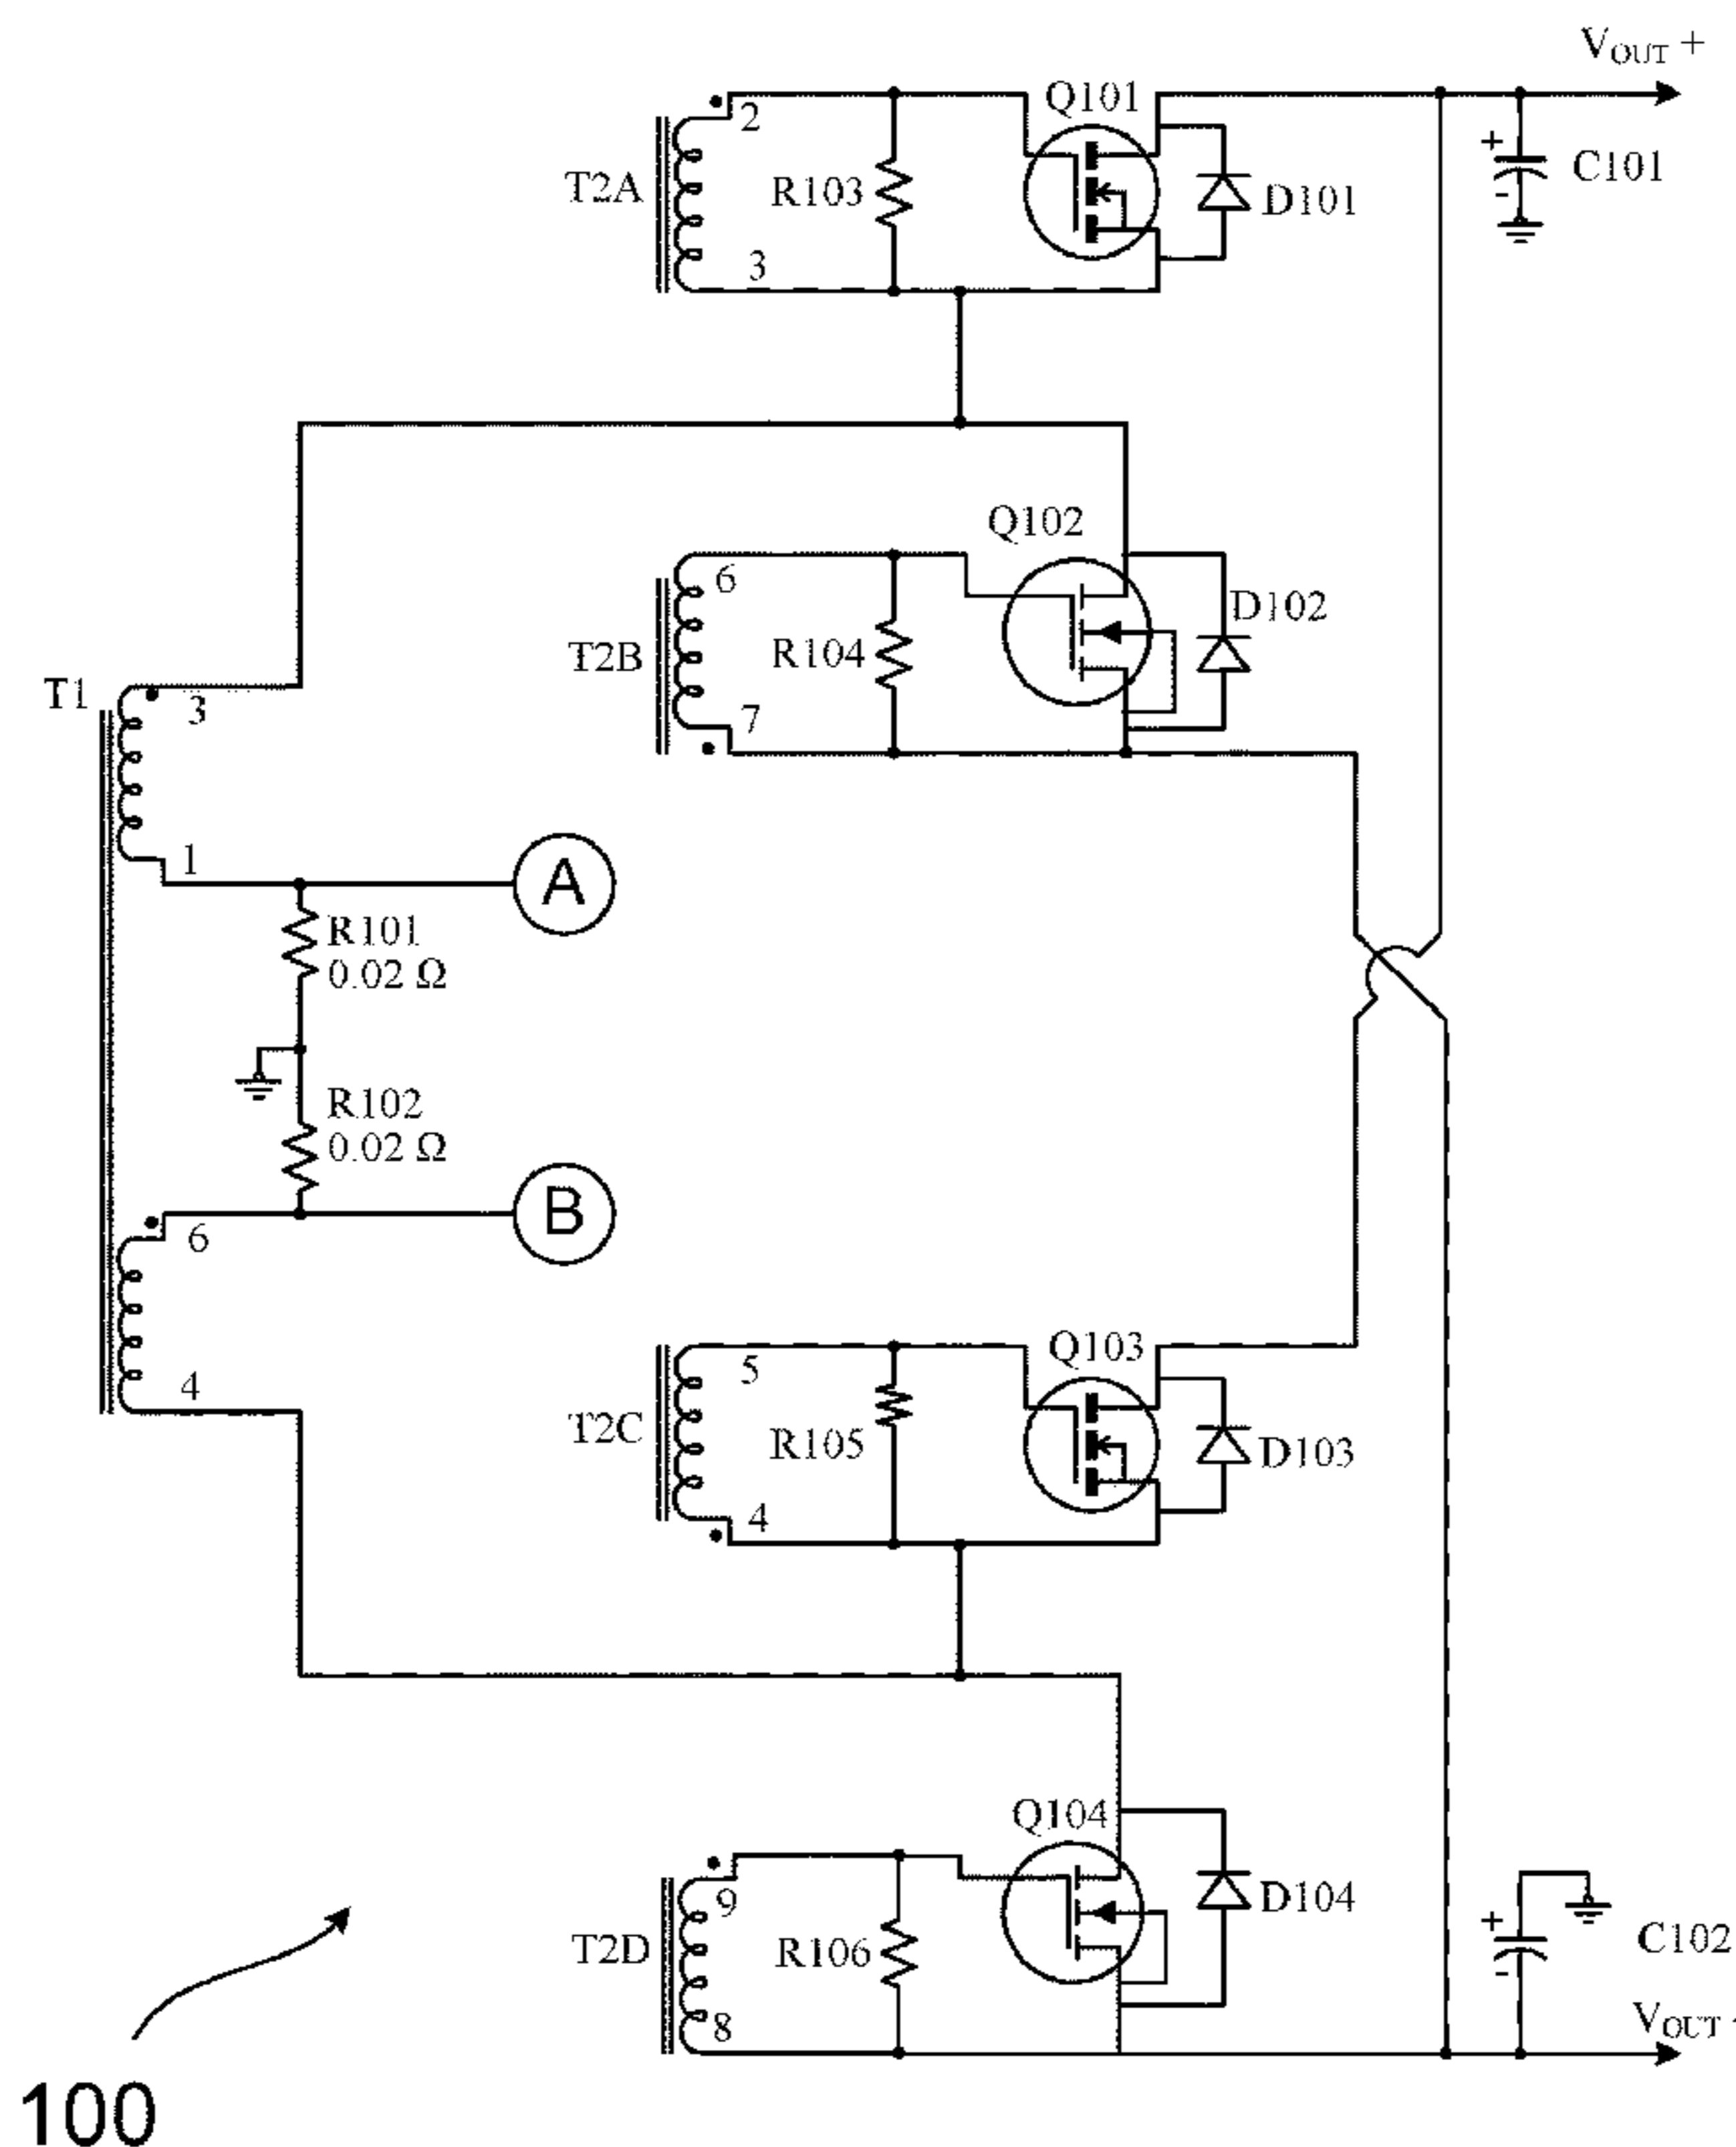 V_OUT +
Q101
2
+
C101
T2A
R103
D101
-
3
Q102
6
D102
T2B
R104
T1
3
7
1
A
R101
0.02 Ω
R102
0.02 Ω
B
6
Q103
5
4
T2C
R105
D103
4
Q104
9
D104
+
C102
T2D
R106
-
8
V_OUT -
100